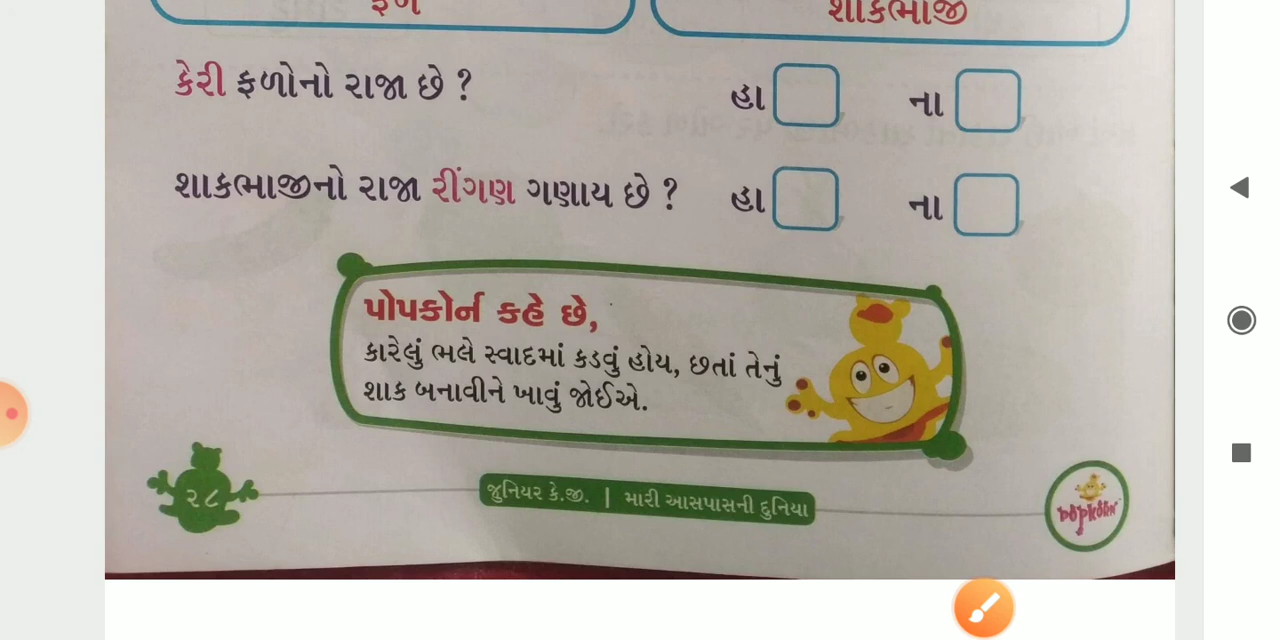 ફળ
શાકભાજી
કેરી ફળોનો રાજા છે ? હા ના
શાકભાજીનો રાજા રીંગણ ગણાય છે ? હા ના
પોપકોર્ન કહે છે,
કારેલું ભલે સ્વાદમાં કડવું હોય, છતાં તેનું
શાક બનાવીને ખાવું જોઈએ.
૨૮
જુનિયર કે.જી. | મારી આસપાસની દુનિયા
POPKORN